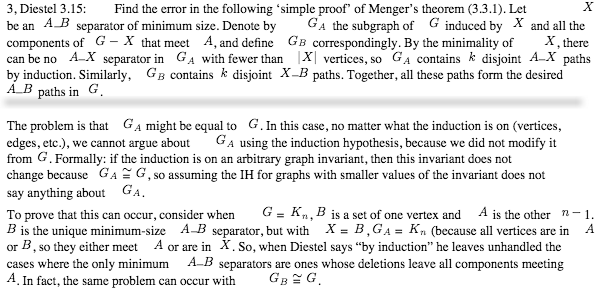 3, Diestel 3.15: Find the error in the following 'simple proof' of Menger's theorem (3.3.1). Let X
be an A_B separator of minimum size. Denote by G_A the subgraph of G induced by X and all the
components of G − X that meet A, and define G_B correspondingly. By the minimality of X, there
can be no A–X separator in G_A with fewer than |X| vertices, so G_A contains k disjoint A–X paths
by induction. Similarly, G_B contains k disjoint X–B paths. Together, all these paths form the desired
A_B paths in G.
The problem is that G_A might be equal to G. In this case, no matter what the induction is on (vertices,
edges, etc.), we cannot argue about G_A using the induction hypothesis, because we did not modify it
from G. Formally: if the induction is on an arbitrary graph invariant, then this invariant does not
change because G_A ≅ G, so assuming the IH for graphs with smaller values of the invariant does not
say anything about G_A.
To prove that this can occur, consider when G = K_n, B is a set of one vertex and A is the other n − 1.
B is the unique minimum-size A–B separator, but with X = B, G_A = K_n (because all vertices are in A
or B, so they either meet A or are in X. So, when Diestel says "by induction" he leaves unhandled the
cases where the only minimum A–B separators are ones whose deletions leave all components meeting
A. In fact, the same problem can occur with G_B ≅ G.